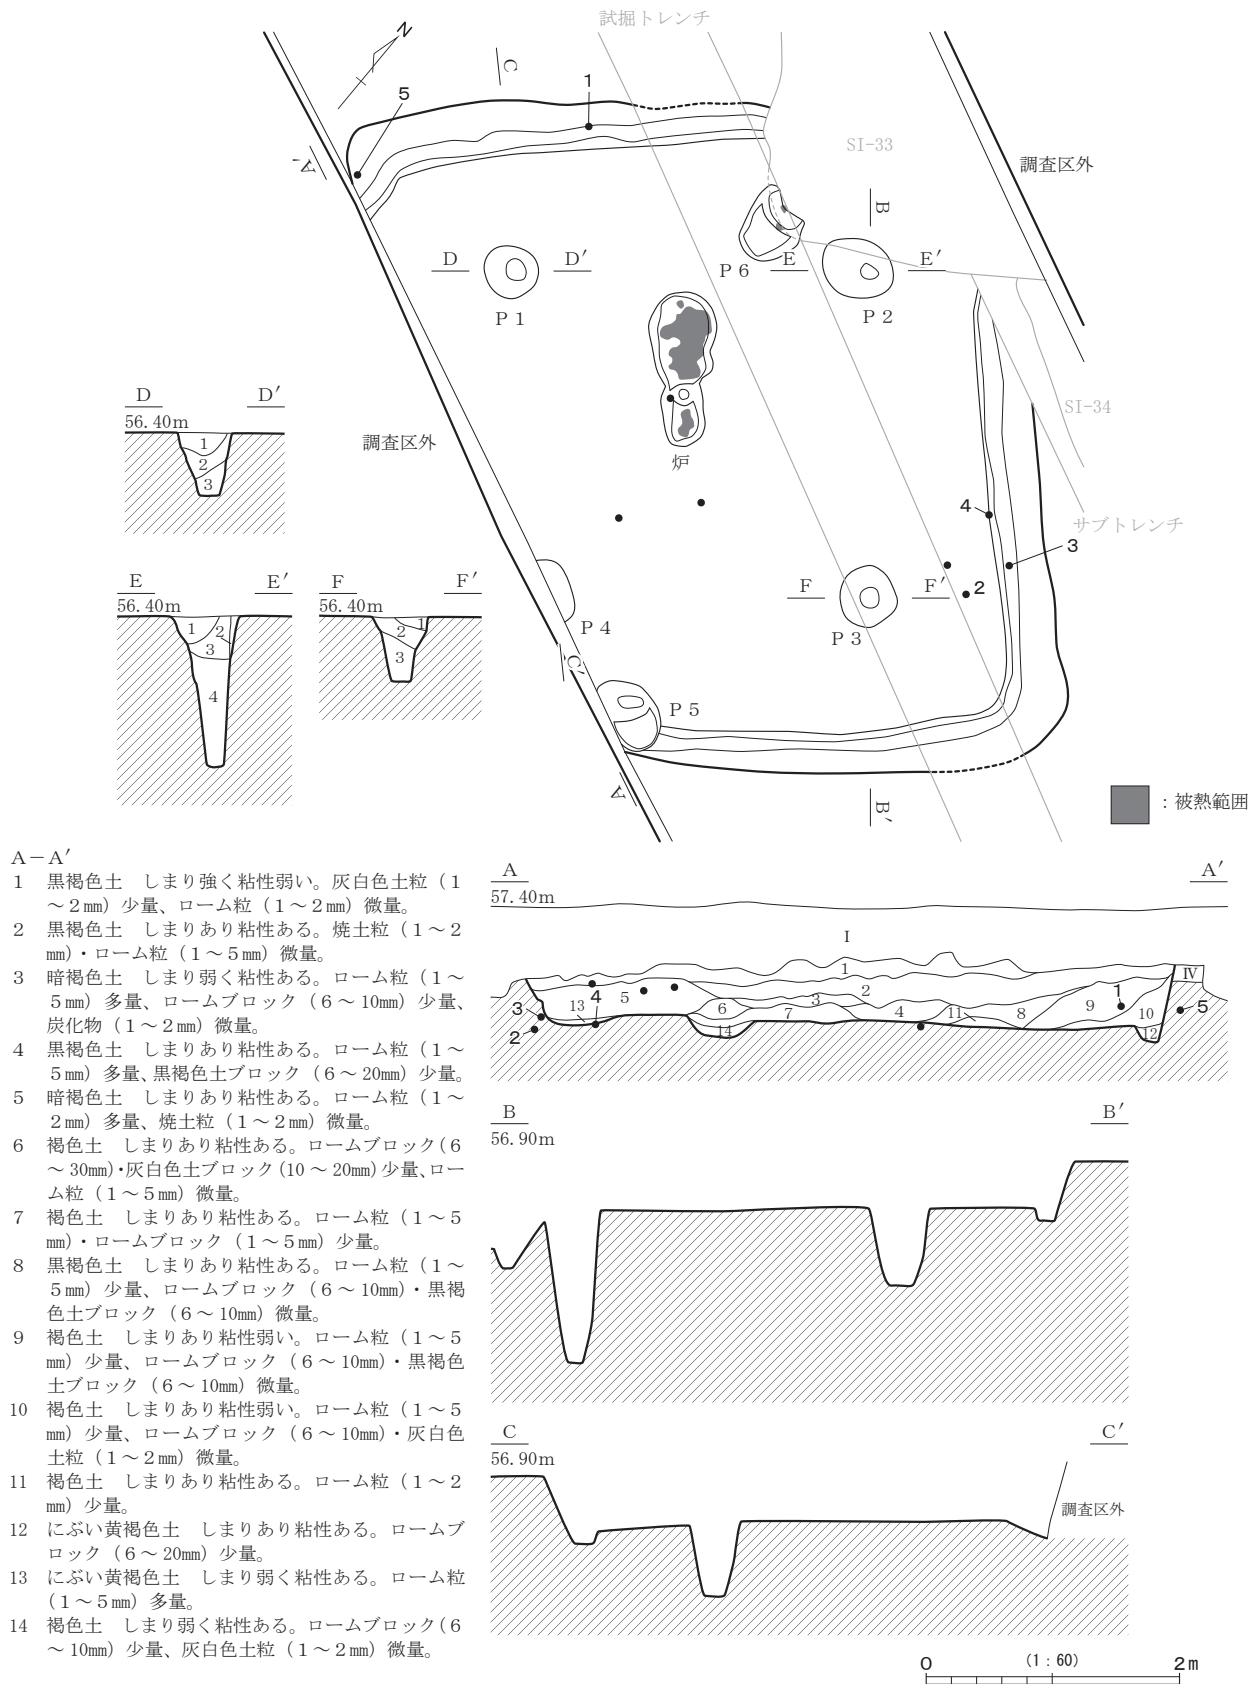 試掘トレンチ
N
C
1
5
A′
SI-33
調査区外
B
D
D′
E
E′
P 6
P 1
P 2
D
D′
56.40m
1
2
3
調査区外
炉
SI-34
4
サブトレンチ
3
E
E′
56.40m
1
2
3
4
F
F′
56.40m
1
2
3
F
F′
2
P 4
P 3
C′
P 5
A
B′
：被熱範囲
A－A′
1　黒褐色土　しまり強く粘性弱い。灰白色土粒（１
～２㎜）少量、ローム粒（１～２㎜）微量。
2　黒褐色土　しまりあり粘性ある。焼土粒（１～２
㎜）・ローム粒（１～５㎜）微量。
3　暗褐色土　しまり弱く粘性ある。ローム粒（１～
５㎜）多量、ロームブロック（６～10㎜）少量、
炭化物（１～２㎜）微量。
4　黒褐色土　しまりあり粘性ある。ローム粒（１～
５㎜）多量、黒褐色土ブロック（６～20㎜）少量。
5　暗褐色土　しまりあり粘性ある。ローム粒（１～
２㎜）多量、焼土粒（１～２㎜）微量。
6　褐色土　しまりあり粘性ある。ロームブロック（６
～30㎜）・灰白色土ブロック（10～20㎜）少量、ロー
ム粒（１～５㎜）微量。
7　褐色土　しまりあり粘性ある。ローム粒（１～５
㎜）・ロームブロック（１～５㎜）少量。
8　黒褐色土　しまりあり粘性ある。ローム粒（１～
５㎜）少量、ロームブロック（６～10㎜）・黒褐
色土ブロック（６～10㎜）微量。
9　褐色土　しまりあり粘性弱い。ローム粒（１～５
㎜）少量、ロームブロック（６～10㎜）・黒褐色
土ブロック（６～10㎜）微量。
10　褐色土　しまりあり粘性弱い。ローム粒（１～５
㎜）少量、ロームブロック（６～10㎜）・灰白色
土粒（１～２㎜）微量。
11　褐色土　しまりあり粘性ある。ローム粒（１～２
㎜）少量。
12　にぶい黄褐色土　しまりあり粘性ある。ロームブ
ロック（６～20㎜）少量。
13　にぶい黄褐色土　しまり弱く粘性ある。ローム粒
（１～５㎜）多量。
14　褐色土　しまり弱く粘性ある。ロームブロック（６
～10㎜）少量、灰白色土粒（１～２㎜）微量。
A
A′
57.40m
Ⅰ
1
Ⅳ
2
3
13
4
5
6
7
3
2
4
11
8
9
1
10
5
14
12
B
B′
56.90m
C
C′
56.90m
調査区外
0
(1：60)
2m